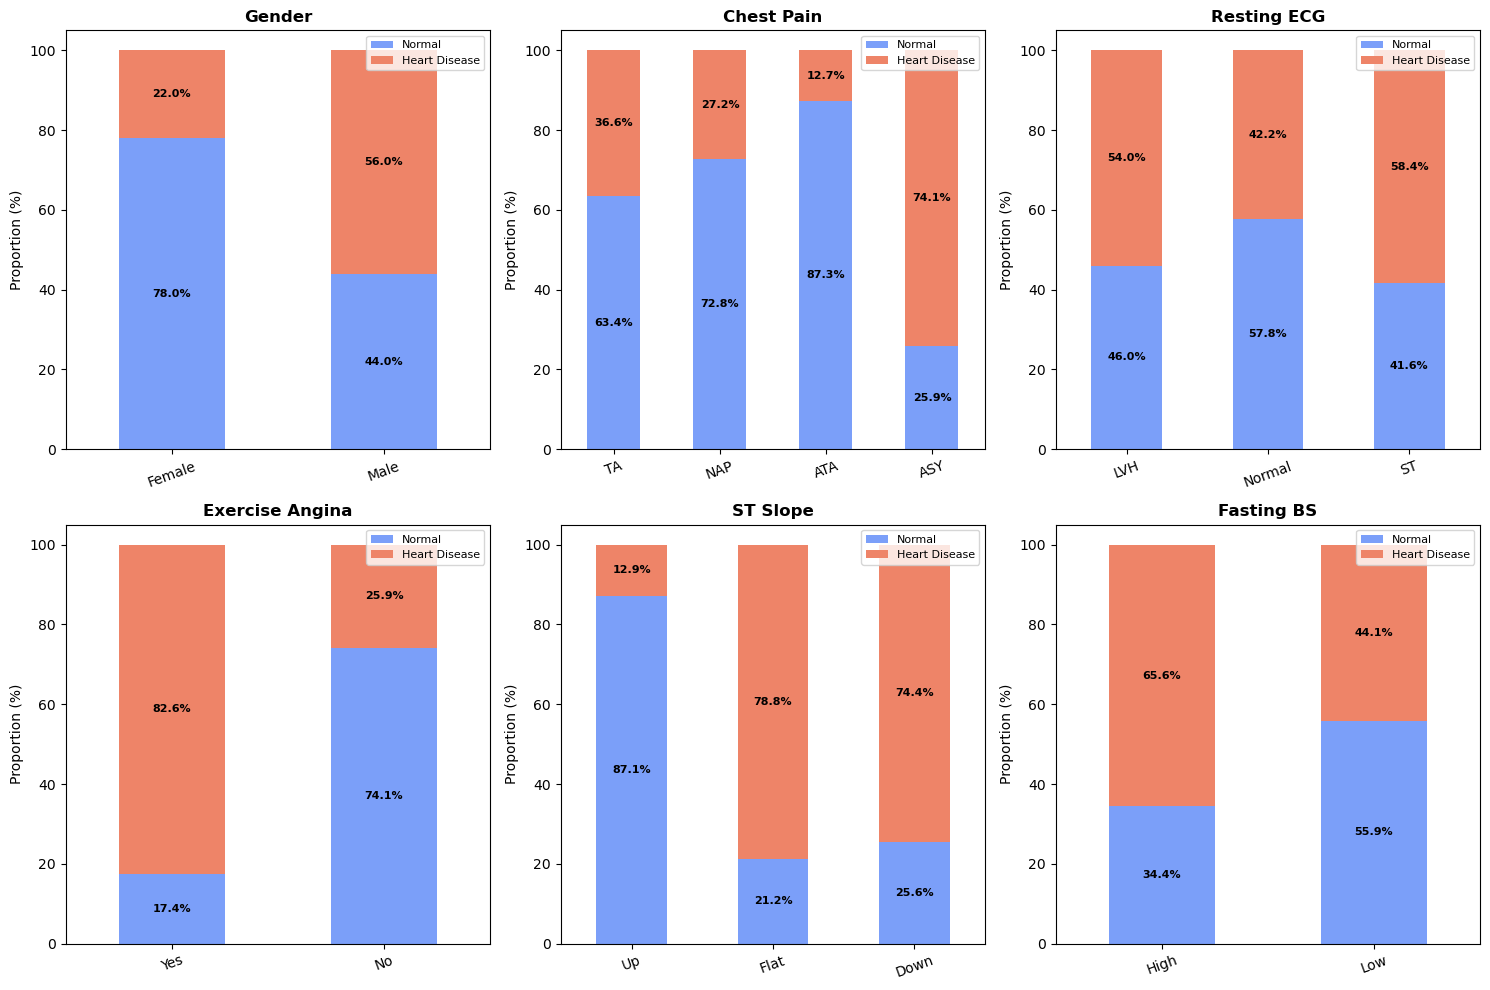 Gender
Normal
Heart Disease
Proportion (%)
100
80
60
40
20
0
22.0%
78.0%
56.0%
44.0%
Female
Male
Chest Pain
Normal
Heart Disease
Proportion (%)
100
80
60
40
20
0
36.6%
63.4%
27.2%
72.8%
12.7%
87.3%
74.1%
25.9%
TA
NAP
ATA
ASY
Resting ECG
Normal
Heart Disease
Proportion (%)
100
80
60
40
20
0
54.0%
46.0%
42.2%
57.8%
58.4%
41.6%
LVH
Normal
ST
Exercise Angina
Normal
Heart Disease
Proportion (%)
100
80
60
40
20
0
82.6%
17.4%
25.9%
74.1%
Yes
No
ST Slope
Normal
Heart Disease
Proportion (%)
100
80
60
40
20
0
12.9%
87.1%
78.8%
21.2%
74.4%
25.6%
Up
Flat
Down
Fasting BS
Normal
Heart Disease
Proportion (%)
100
80
60
40
20
0
65.6%
34.4%
44.1%
55.9%
High
Low